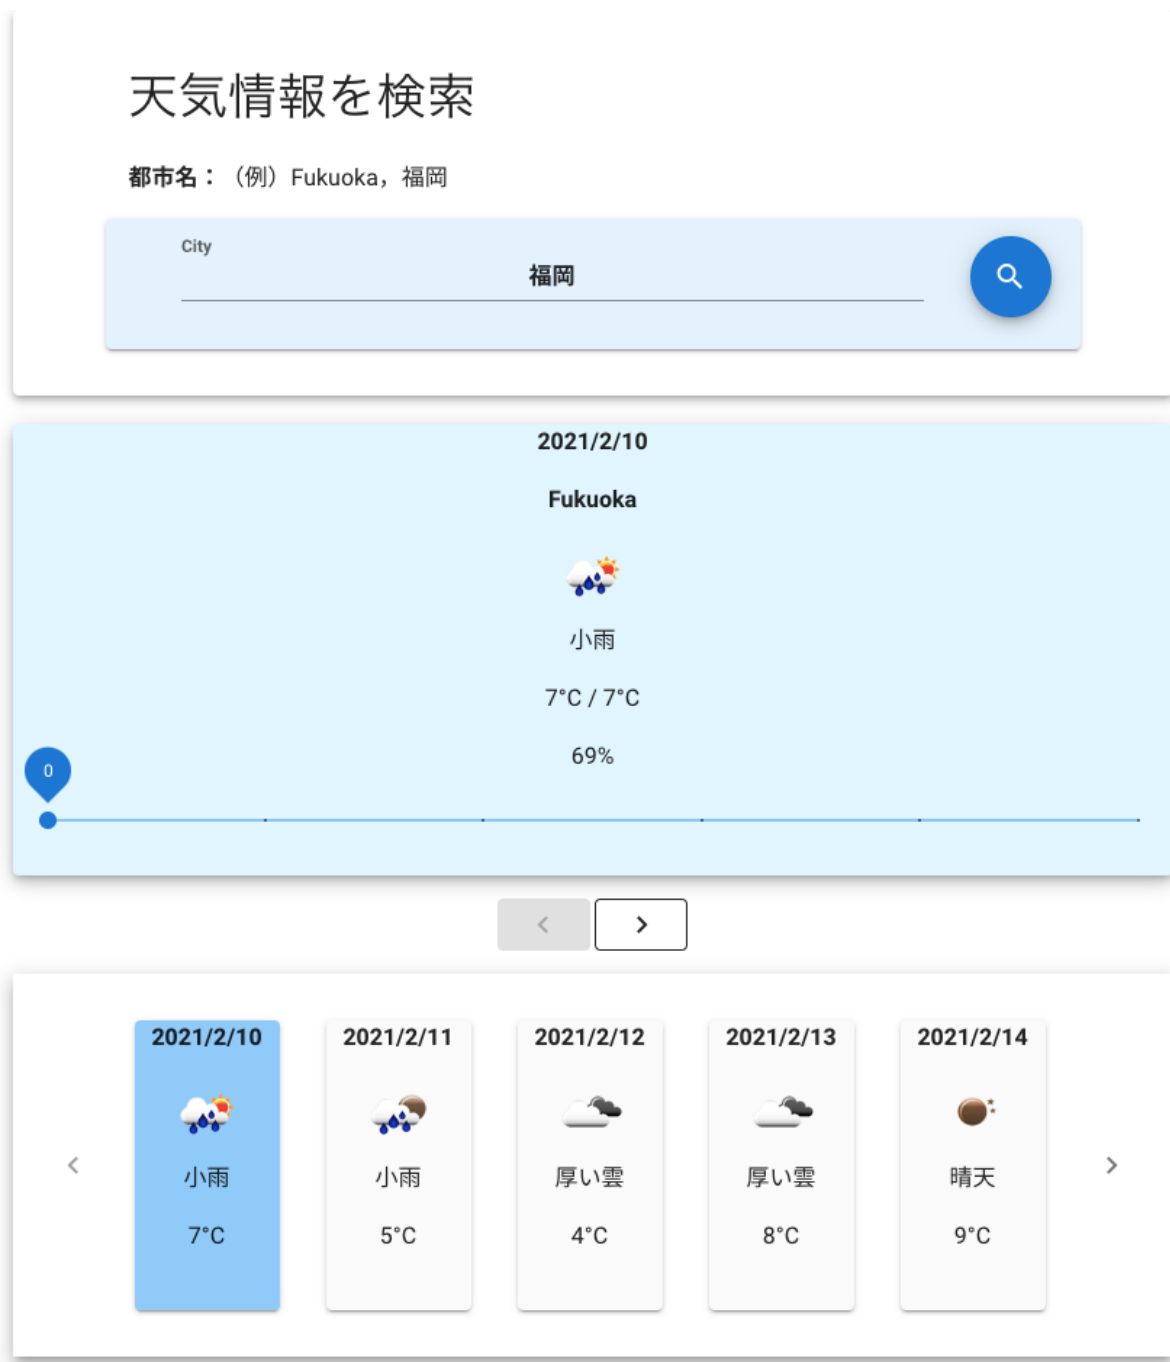 天気情報を検索
都市名：（例）Fukuoka，福岡
City
福岡
2021/2/10
Fukuoka
小雨
7°C / 7°C
69%
0
2021/2/10
小雨
7°C
2021/2/11
小雨
5°C
2021/2/12
厚い雲
4°C
2021/2/13
厚い雲
8°C
2021/2/14
晴天
9°C